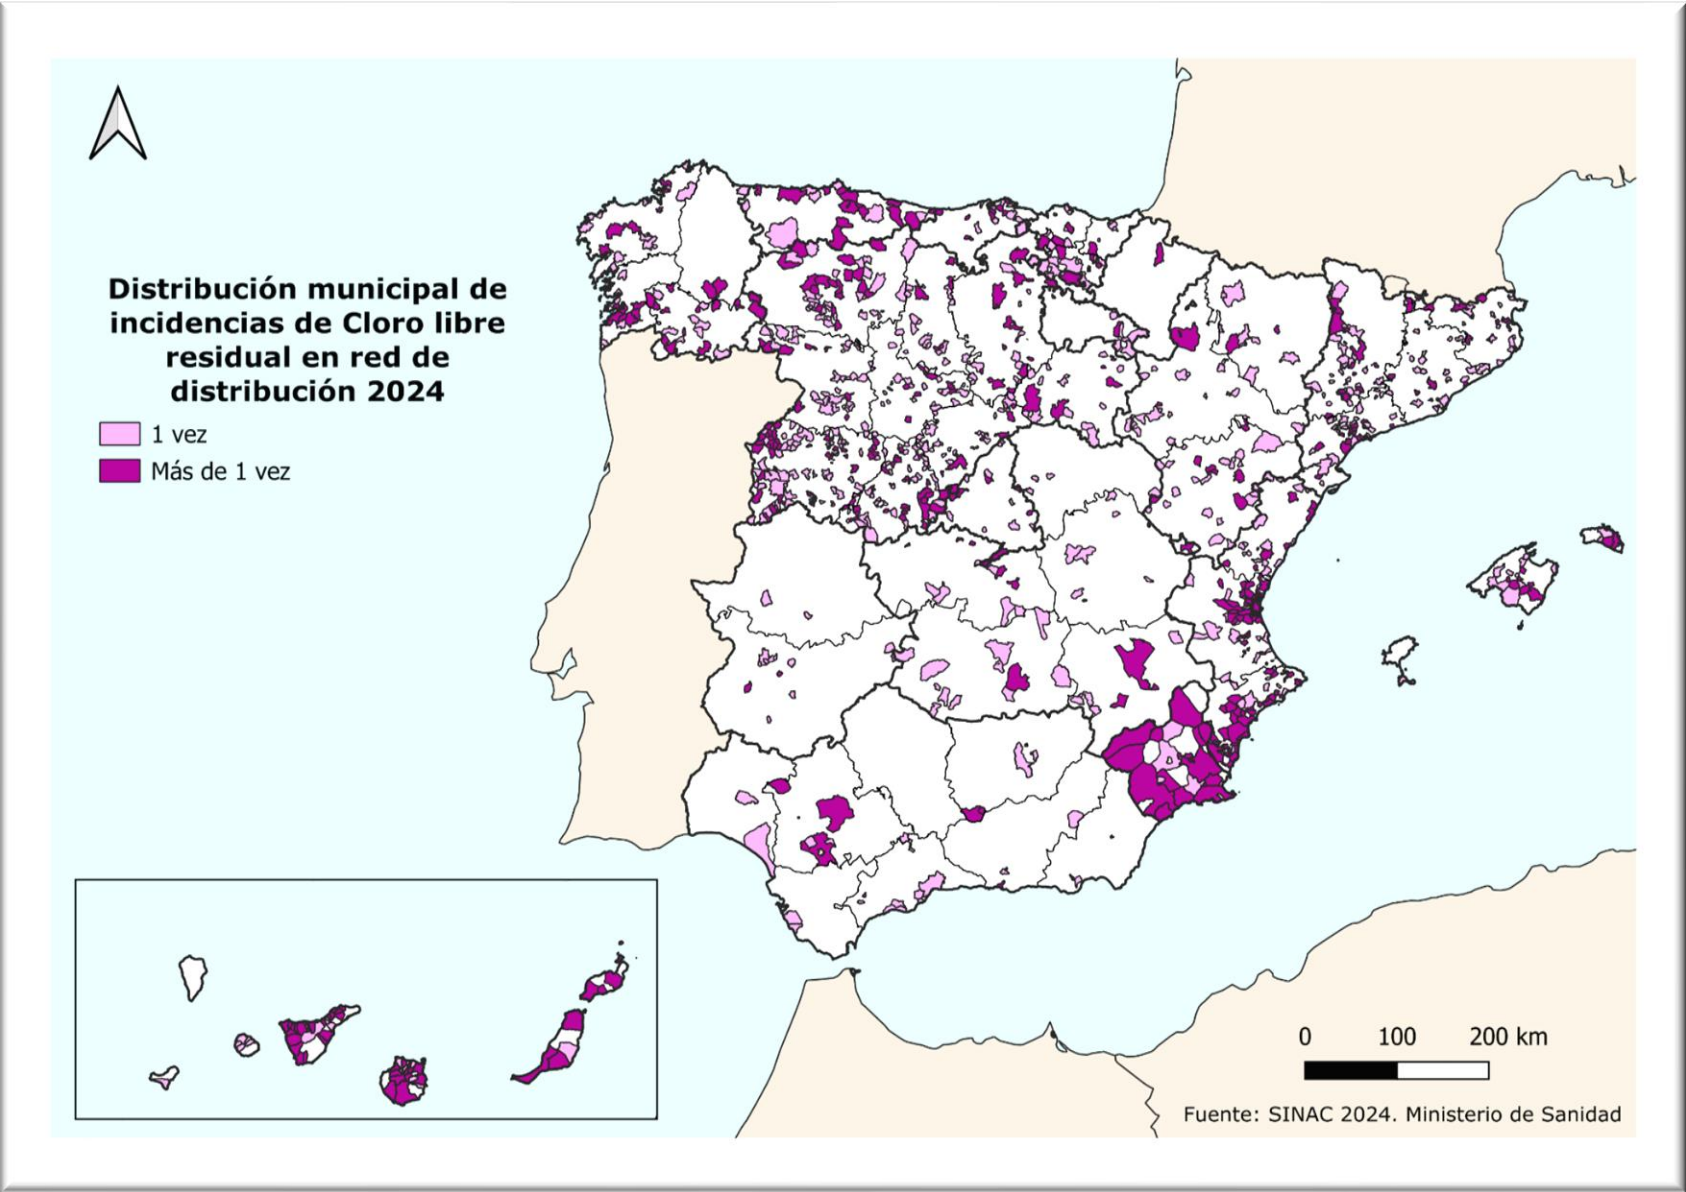 Distribución municipal de
incidencias de Cloro libre
residual en red de
distribución 2024
1 vez
Más de 1 vez
0 100 200 km
Fuente: SINAC 2024. Ministerio de Sanidad